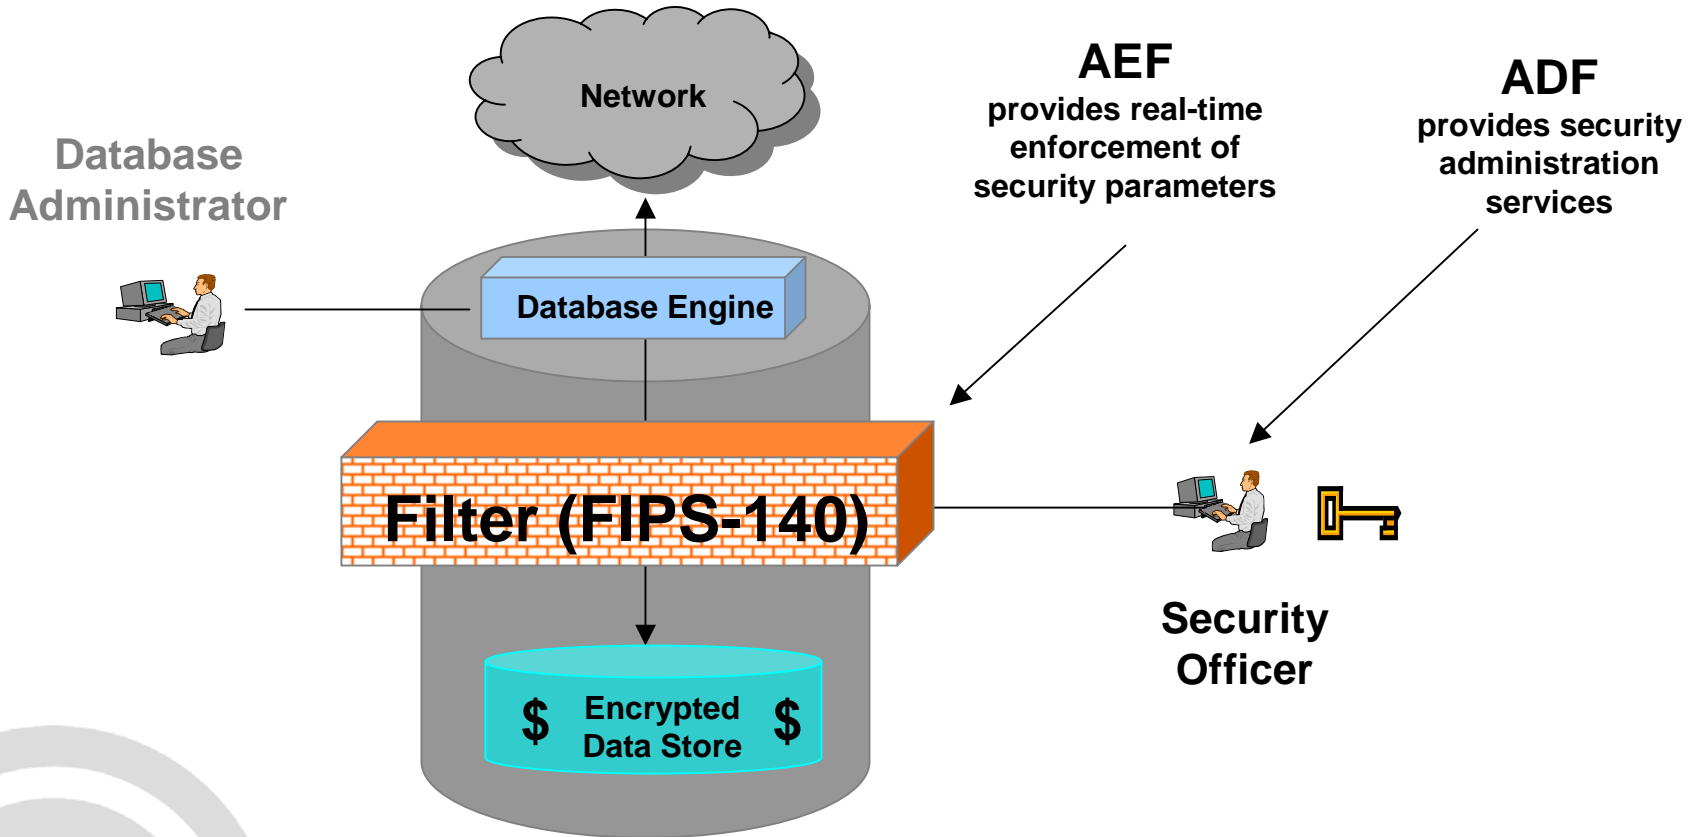 Network
AEF
provides real-time
enforcement of
security parameters
ADF
provides security
administration
services
Database
Administrator
Database Engine
Filter (FIPS-140)
Security
Officer
$ Encrypted $
Data Store